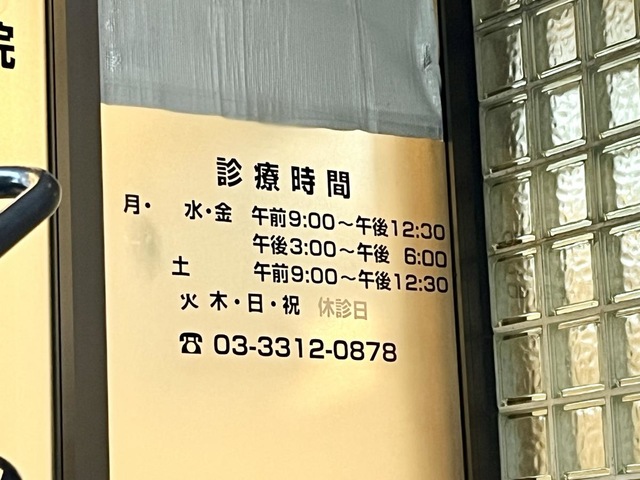 院
診療時間
月・ 水・金 午前9:00～午後12:30
午後3:00～午後 6:00
土 午前9:00～午後12:30
火 木・日・祝 休診日
☎ 03-3312-0878